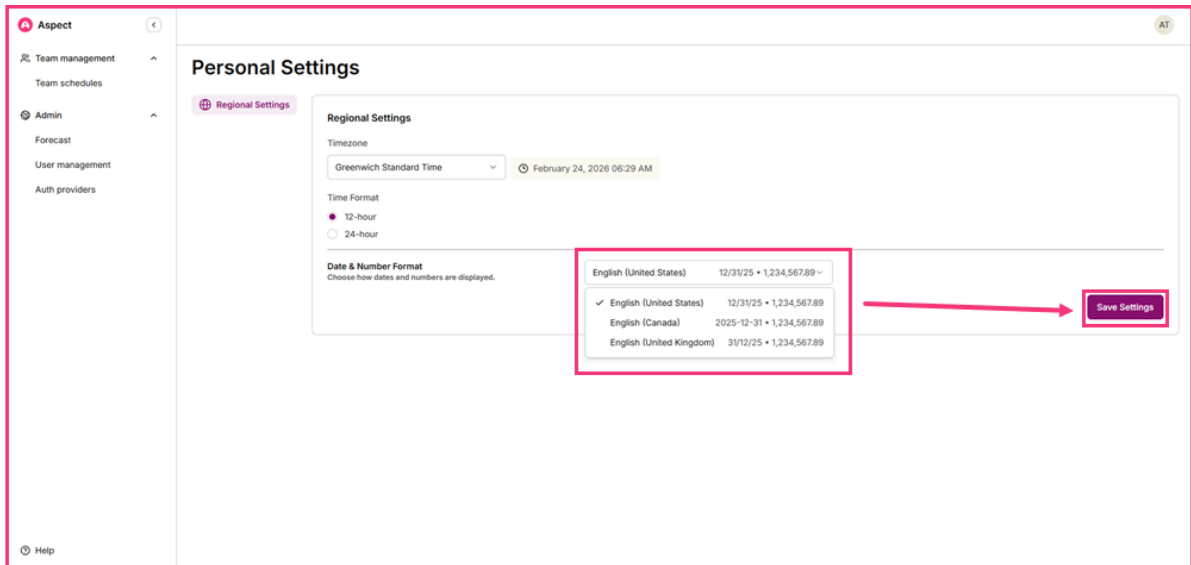 Aspect
AT
Team management
Team schedules
Admin
Forecast
User management
Auth providers
Help
Personal Settings
Regional Settings
Regional Settings
Timezone
Greenwich Standard Time
February 24, 2026 06:29 AM
Time Format
12-hour
24-hour
Date & Number Format
Choose how dates and numbers are displayed.
English (United States) 12/31/25 • 1,234,567.89
English (United States) 12/31/25 • 1,234,567.89
English (Canada) 2025-12-31 • 1,234,567.89
English (United Kingdom) 31/12/25 • 1,234,567.89
Save Settings